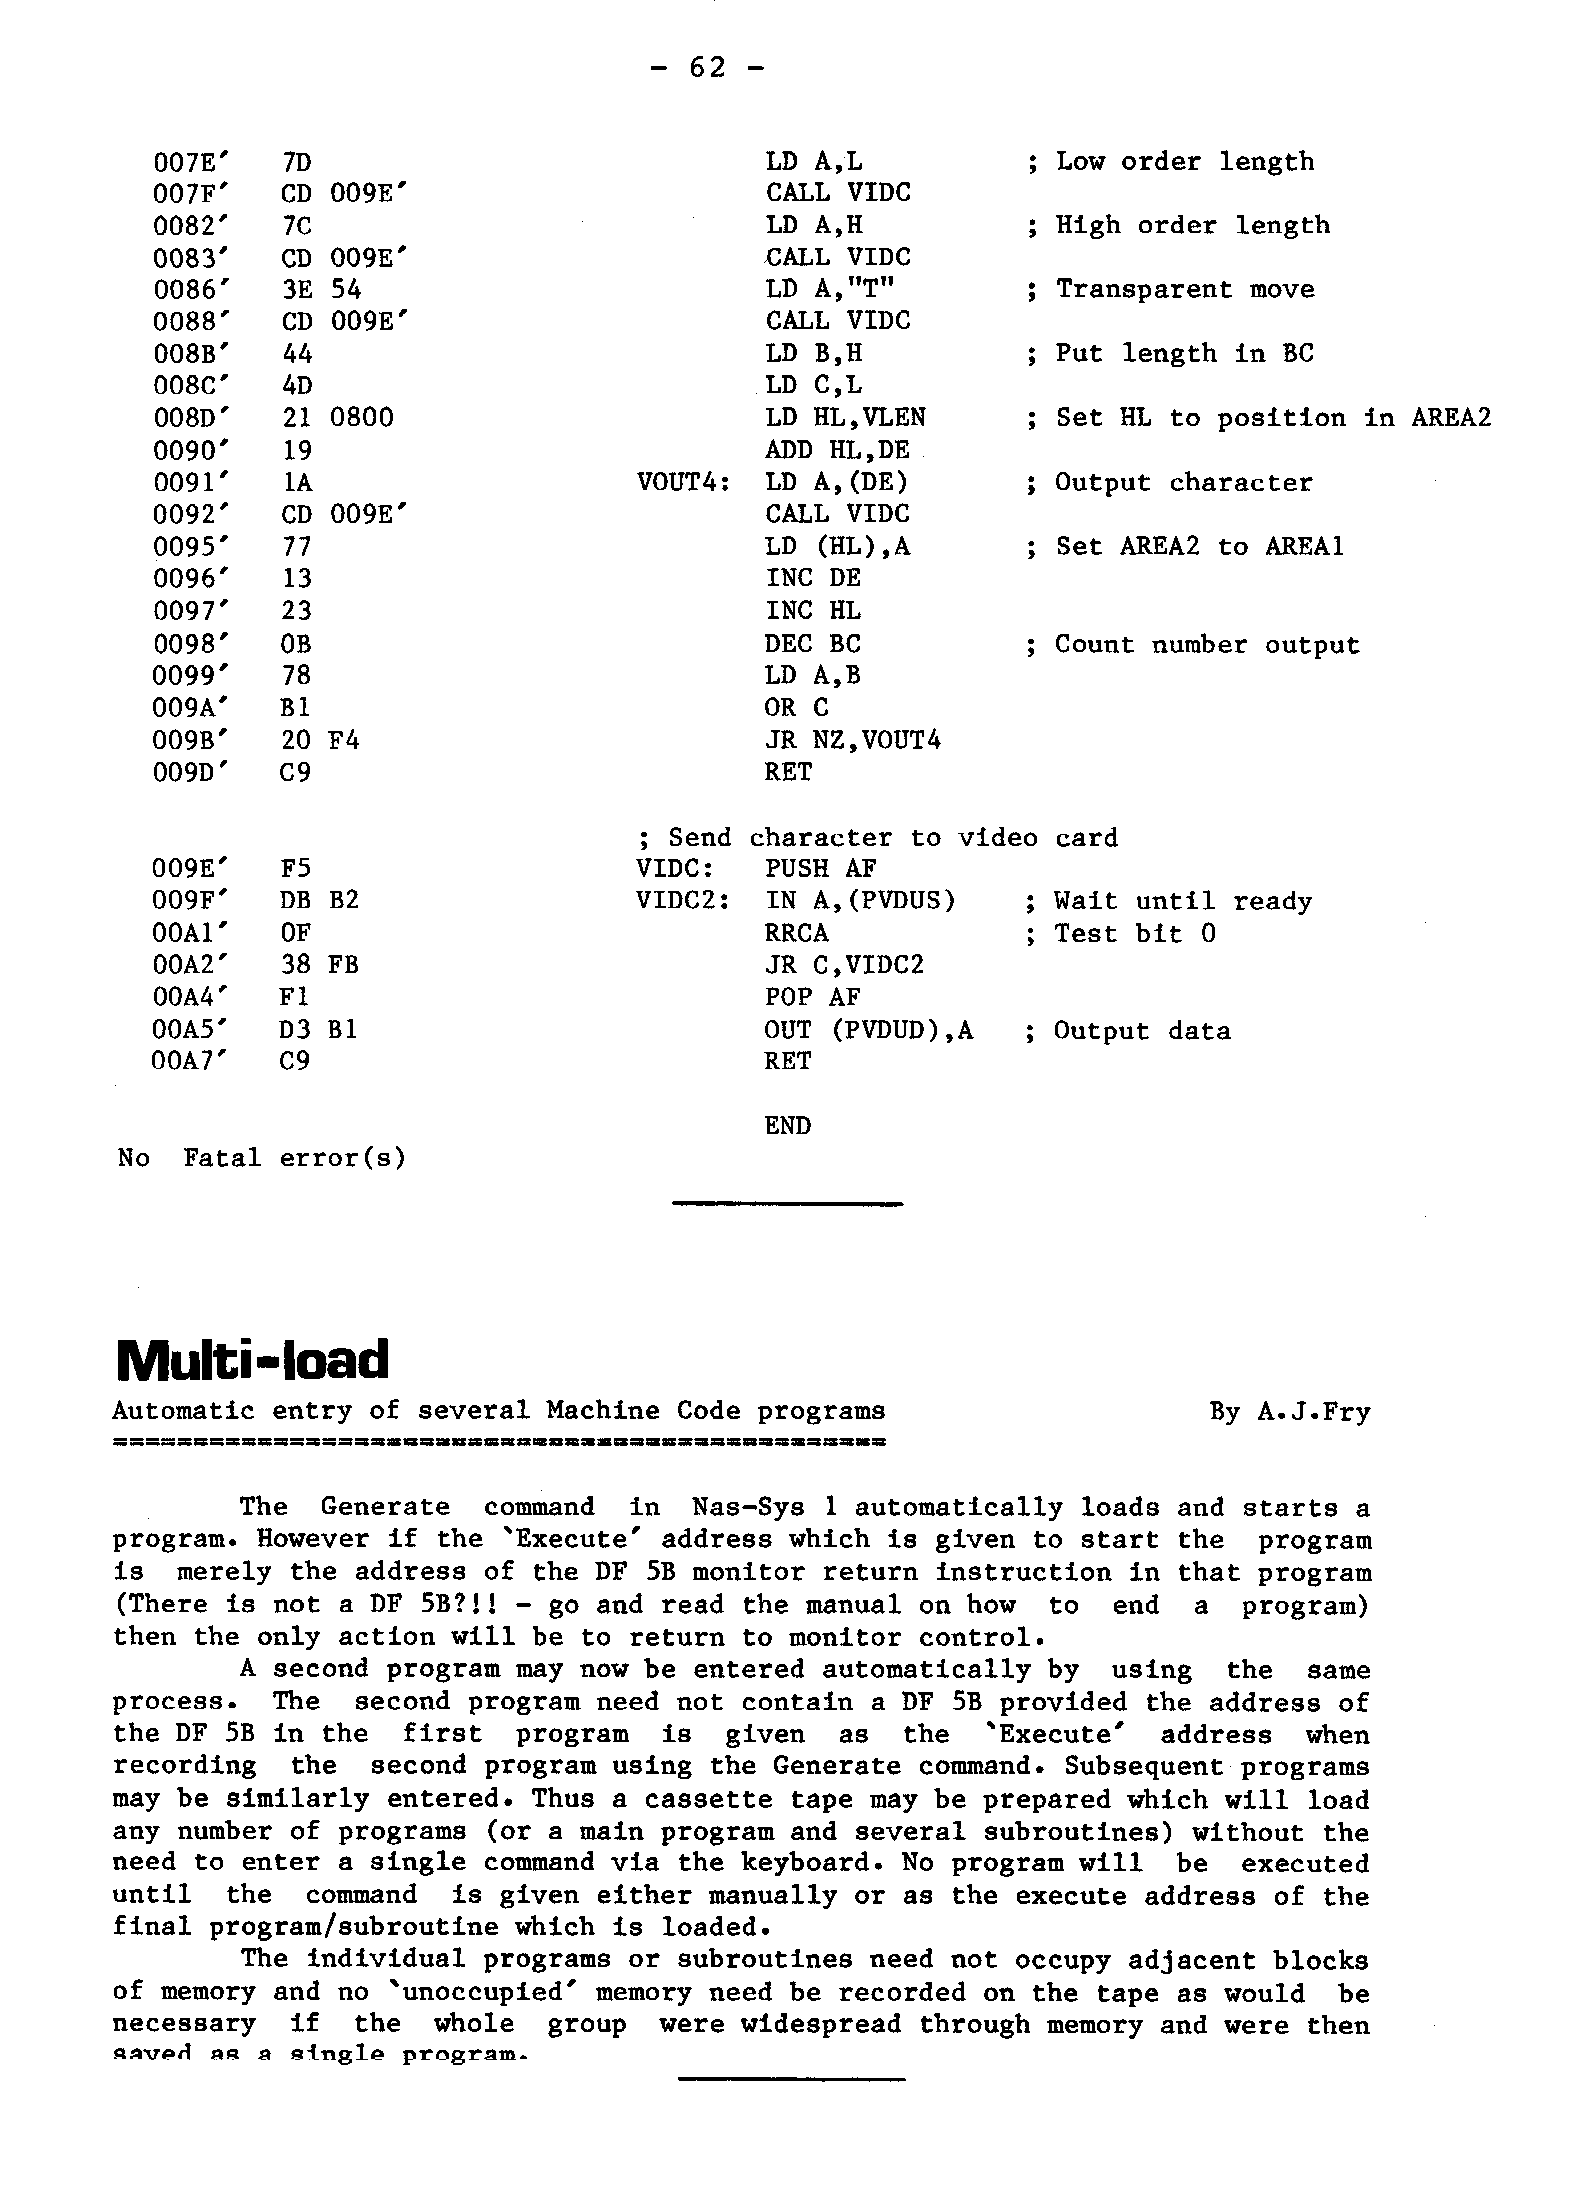 - 62 -
007E' 7D LD A,L ; Low order length
007F' CD 009E' CALL VIDC
0082' 7C LD A,H ; High order length
0083' CD 009E' CALL VIDC
0086' 3E 54 LD A,"T" ; Transparent move
0088' CD 009E' CALL VIDC
008B' 44 LD B,H ; Put length in BC
008C' 4D LD C,L
008D' 21 0800 LD HL,VLEN ; Set HL to position in AREA2
0090' 19 ADD HL,DE
0091' 1A VOUT4: LD A,(DE) ; Output character
0092' CD 009E' CALL VIDC
0095' 77 LD (HL),A ; Set AREA2 to AREA1
0096' 13 INC DE
0097' 23 INC HL
0098' 0B DEC BC ; Count number output
0099' 78 LD A,B
009A' B1 OR C
009B' 20 F4 JR NZ,VOUT4
009D' C9 RET
; Send character to video card
009E' F5 VIDC: PUSH AF
009F' DB B2 VIDC2: IN A,(PVDUS) ; Wait until ready
00A1' 0F RRCA ; Test bit 0
00A2' 38 FB JR C,VIDC2
00A4' F1 POP AF
00A5' D3 B1 OUT (PVDUD),A ; Output data
00A7' C9 RET
END
No Fatal error(s)
Multi-load
Automatic entry of several Machine Code programs By A.J.Fry
================================================
The Generate command in Nas-Sys 1 automatically loads and starts a
program. However if the `Execute' address which is given to start the program
is merely the address of the DF 5B monitor return instruction in that program
(There is not a DF 5B?!! - go and read the manual on how to end a program)
then the only action will be to return to monitor control.
A second program may now be entered automatically by using the same
process. The second program need not contain a DF 5B provided the address of
the DF 5B in the first program is given as the `Execute' address when
recording the second program using the Generate command. Subsequent programs
may be similarly entered. Thus a cassette tape may be prepared which will load
any number of programs (or a main program and several subroutines) without the
need to enter a single command via the keyboard. No program will be executed
until the command is given either manually or as the execute address of the
final program/subroutine which is loaded.
The individual programs or subroutines need not occupy adjacent blocks
of memory and no `unoccupied' memory need be recorded on the tape as would be
necessary if the whole group were widespread through memory and were then
saved as a single program.